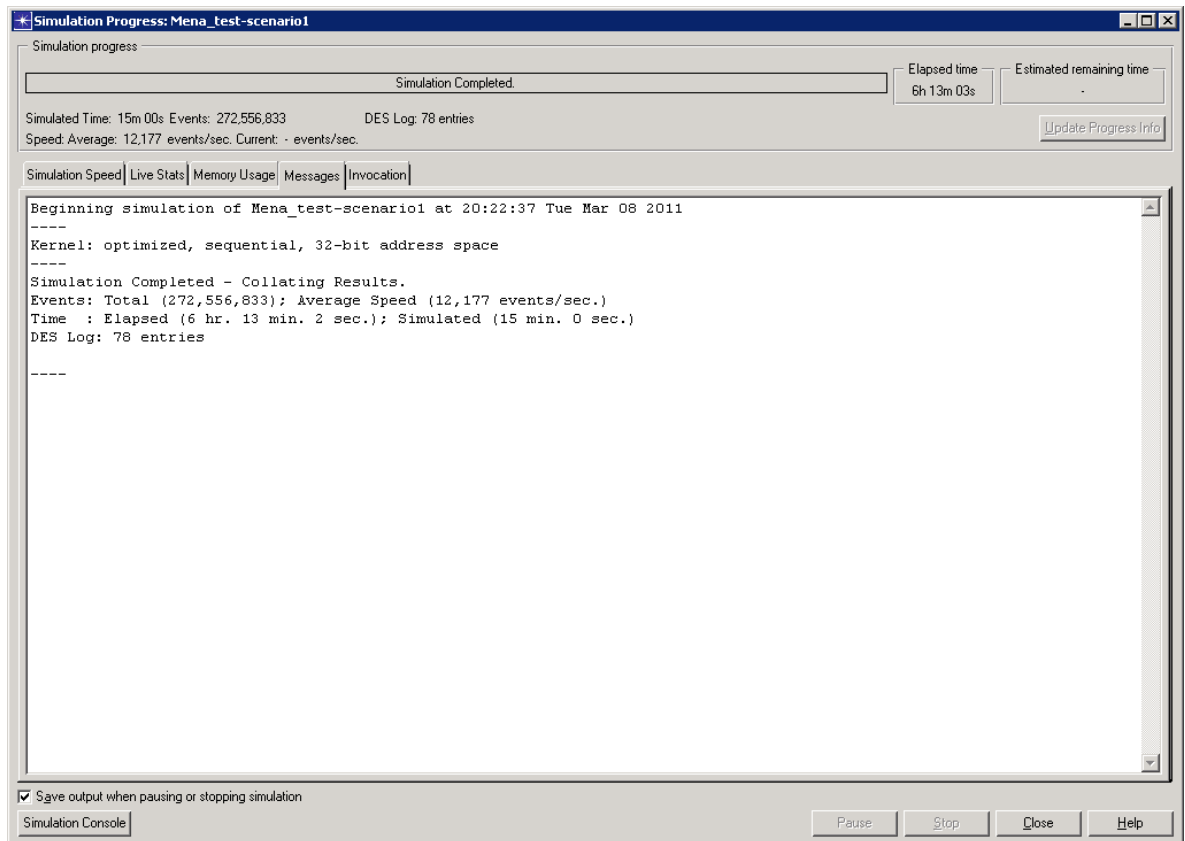 Simulation Progress: Mena_test-scenario1
Simulation progress
Simulation Completed.
Elapsed time
6h 13m 03s
Estimated remaining time
-
Simulated Time: 15m 00s Events: 272,556,833 DES Log: 78 entries
Speed: Average: 12,177 events/sec. Current: - events/sec.
Update Progress Info
Simulation Speed Live Stats Memory Usage Messages Invocation
Beginning simulation of Mena_test-scenario1 at 20:22:37 Tue Mar 08 2011
----
Kernel: optimized, sequential, 32-bit address space
----
Simulation Completed - Collating Results.
Events: Total (272,556,833); Average Speed (12,177 events/sec.)
Time  : Elapsed (6 hr. 13 min. 2 sec.); Simulated (15 min. 0 sec.)
DES Log: 78 entries
----
Save output when pausing or stopping simulation
Simulation Console Pause Stop Close Help